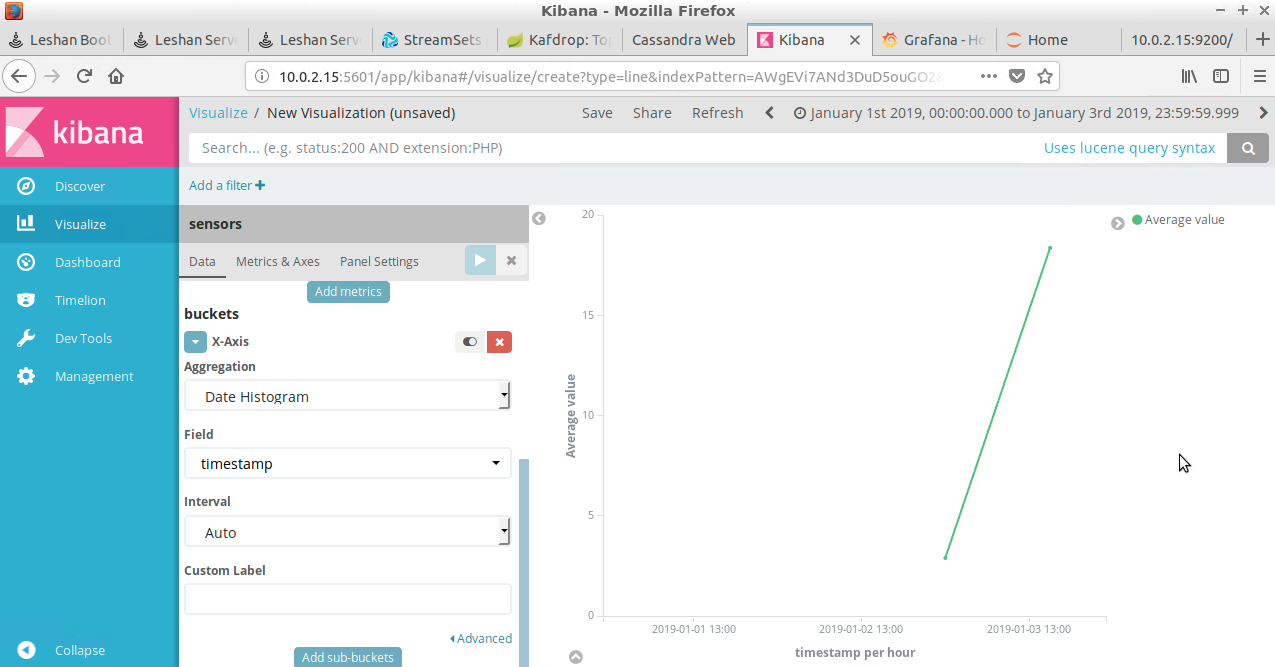 Kibana - Mozilla Firefox
Leshan Boot
Leshan Serv
Leshan Serv
StreamSets
Kafdrop: Top
Cassandra Web
Kibana
Grafana - Ho
Home
10.0.2.15:9200/
10.0.2.15:5601/app/kibana#/visualize/create?type=line&indexPattern=AWgEVi7ANd3DuD5ouGO28
kibana
Visualize / New Visualization (unsaved)
Save
Share
Refresh
January 1st 2019, 00:00:00.000 to January 3rd 2019, 23:59:59.999
Search... (e.g. status:200 AND extension:PHP)
Uses lucene query syntax
Discover
Visualize
Dashboard
Timelion
Dev Tools
Management
Collapse
Add a filter
sensors
Data
Metrics & Axes
Panel Settings
Add metrics
buckets
X-Axis
Aggregation
Date Histogram
Field
timestamp
Interval
Auto
Custom Label
Advanced
Add sub-buckets
Average value
20
15
10
5
0
Average value
2019-01-01 13:00
2019-01-02 13:00
2019-01-03 13:00
timestamp per hour